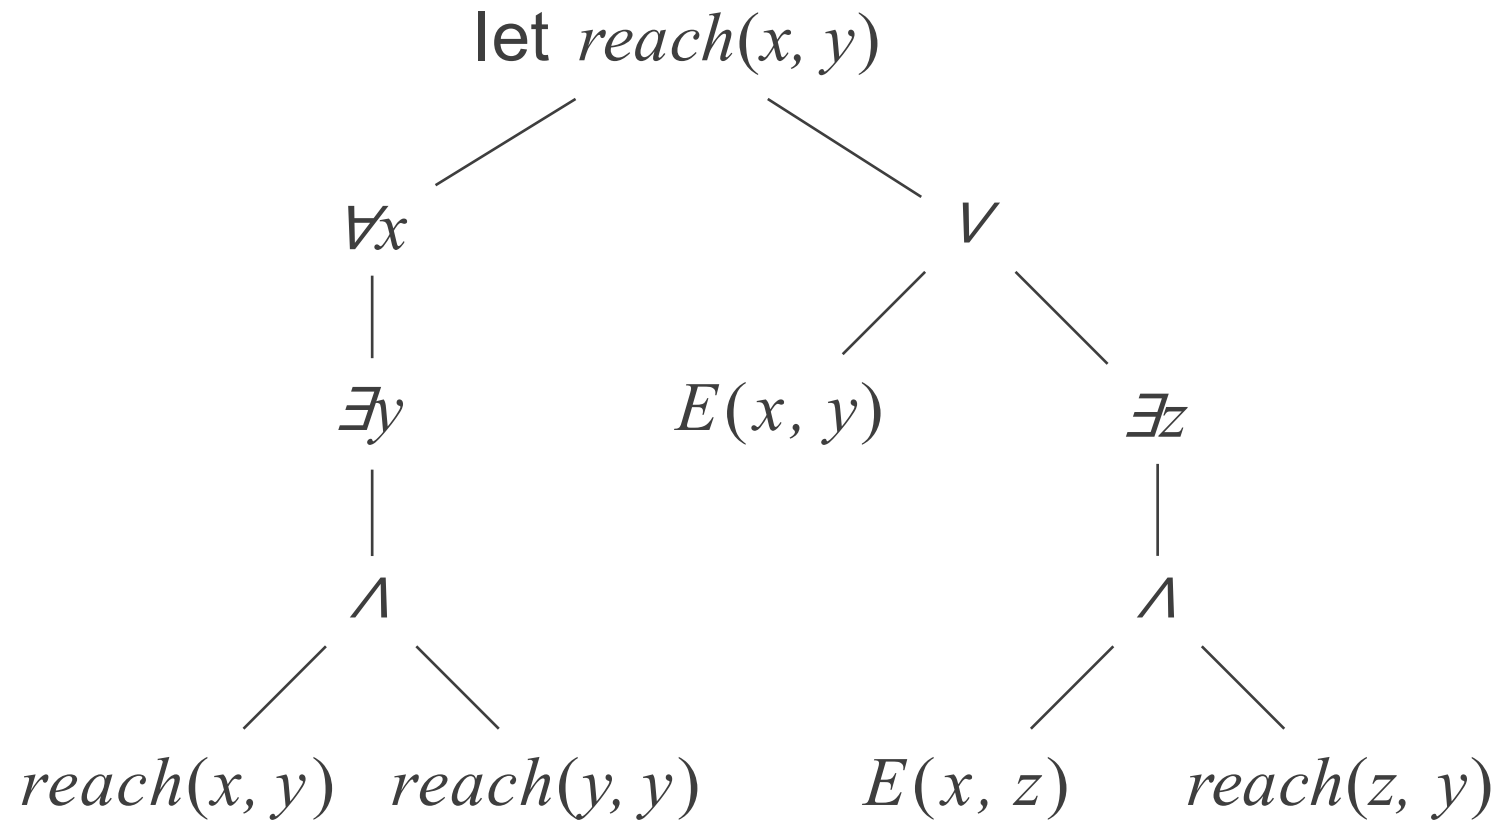 let reach(x, y)
∀x ∨
∃y E(x, y) ∃z
∧ ∧
reach(x, y) reach(y, y) E(x, z) reach(z, y)